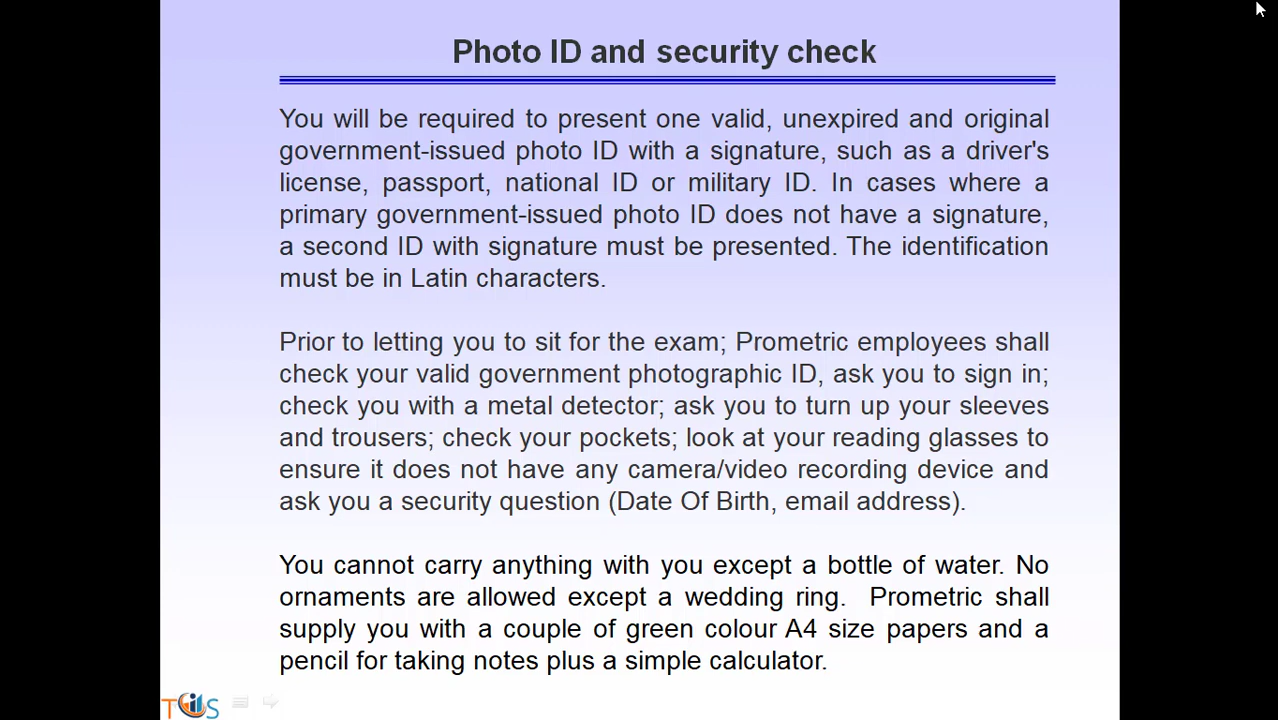 Photo ID and security check
You will be required to present one valid, unexpired and original
government-issued photo ID with a signature, such as a driver's
license, passport, national ID or military ID. In cases where a
primary government-issued photo ID does not have a signature,
a second ID with signature must be presented. The identification
must be in Latin characters.
Prior to letting you to sit for the exam; Prometric employees shall
check your valid government photographic ID, ask you to sign in;
check you with a metal detector; ask you to turn up your sleeves
and trousers; check your pockets; look at your reading glasses to
ensure it does not have any camera/video recording device and
ask you a security question (Date Of Birth, email address).
You cannot carry anything with you except a bottle of water. No
ornaments are allowed except a wedding ring.  Prometric shall
supply you with a couple of green colour A4 size papers and a
pencil for taking notes plus a simple calculator.